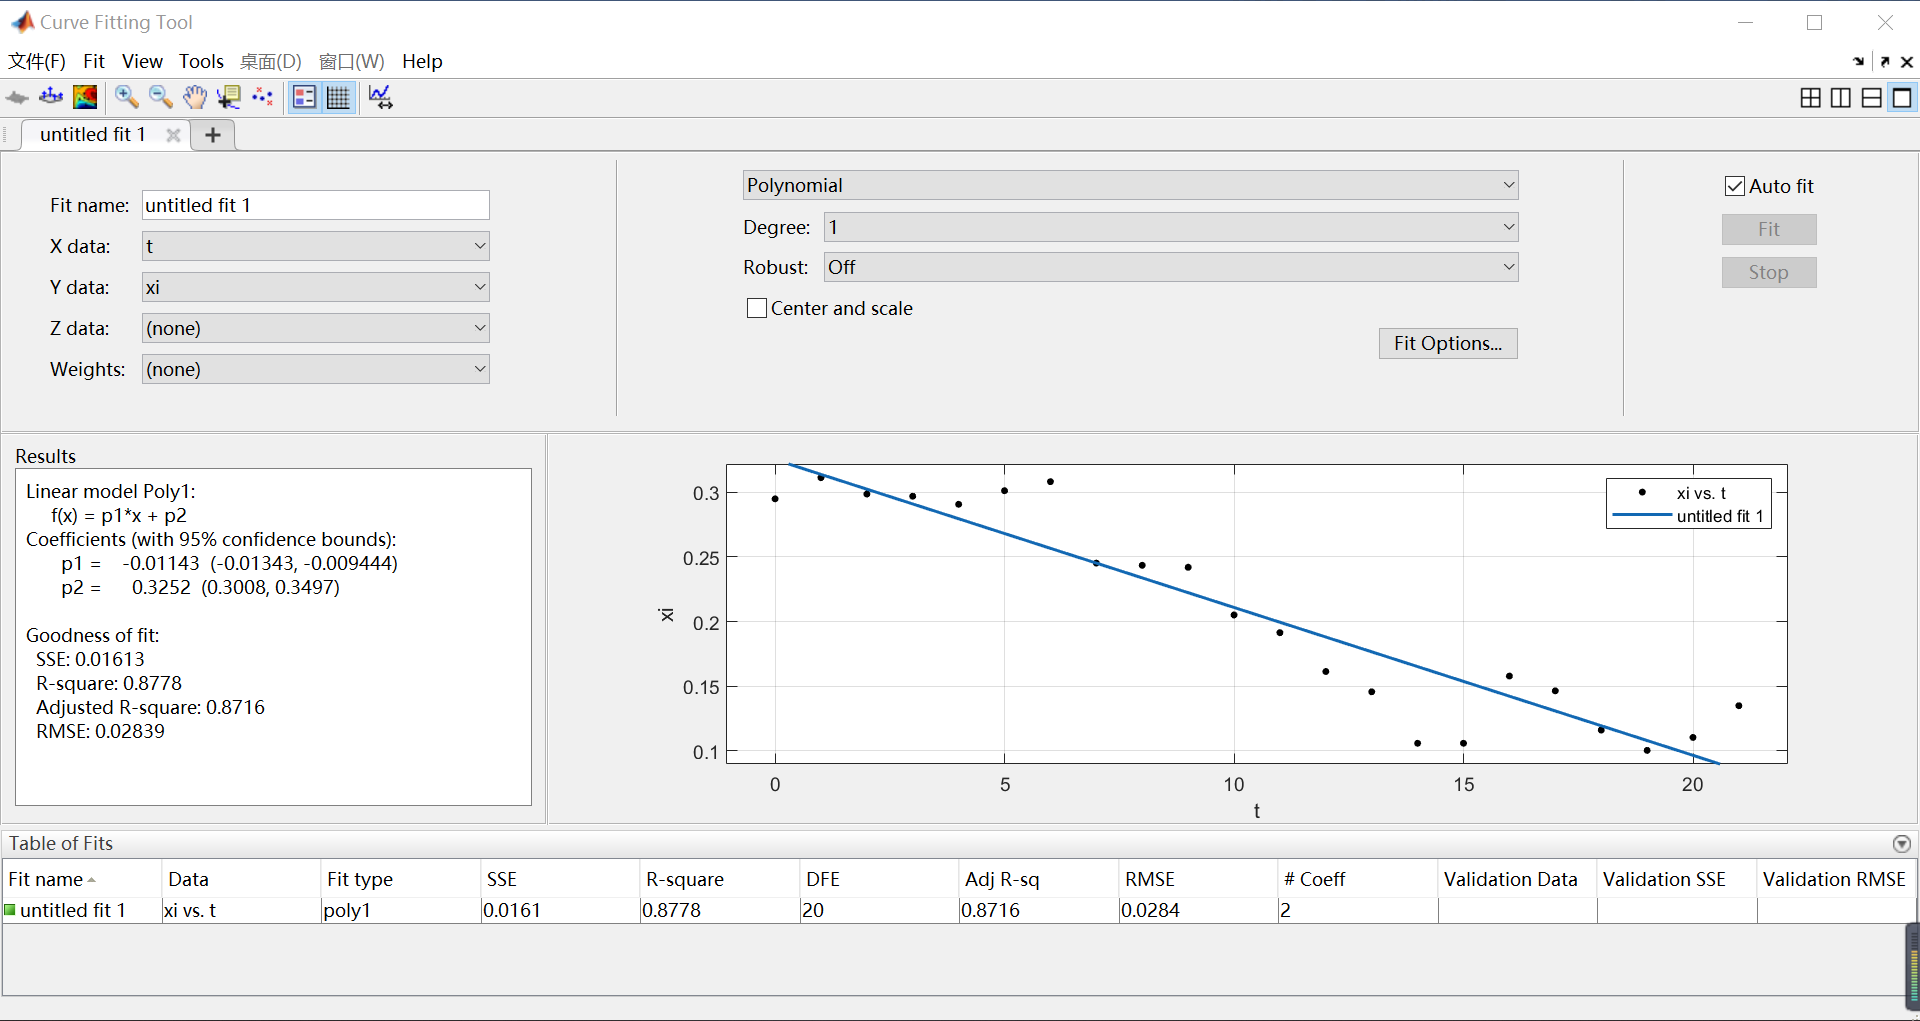 Curve Fitting Tool
文件(F) Fit View Tools 桌面(D) 窗口(W) Help
untitled fit 1
Fit name: untitled fit 1
X data: t
Y data: xi
Z data: (none)
Weights: (none)
Polynomial
Degree: 1
Robust: Off
Center and scale
Fit Options...
Auto fit
Fit
Stop
Results
Linear model Poly1:
f(x) = p1*x + p2
Coefficients (with 95% confidence bounds):
p1 = -0.01143 (-0.01343, -0.009444)
p2 = 0.3252 (0.3008, 0.3497)
Goodness of fit:
SSE: 0.01613
R-square: 0.8778
Adjusted R-square: 0.8716
RMSE: 0.02839
xi vs. t
untitled fit 1
0.3
0.25
0.2
0.15
0.1
xi
0 5 10 15 20
t
Table of Fits
Fit name Data Fit type SSE R-square DFE Adj R-sq RMSE # Coeff Validation Data Validation SSE Validation RMSE
untitled fit 1 xi vs. t poly1 0.0161 0.8778 20 0.8716 0.0284 2